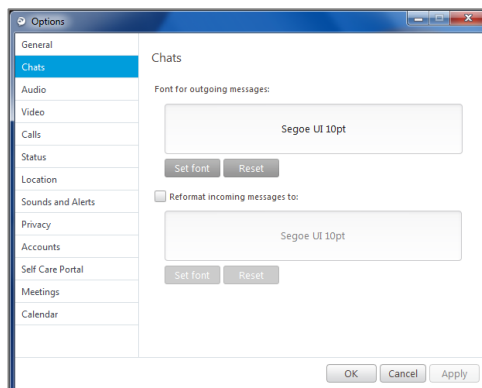 Options
General
Chats
Audio
Video
Calls
Status
Location
Sounds and Alerts
Privacy
Accounts
Self Care Portal
Meetings
Calendar
Chats
Font for outgoing messages:
Segoe UI 10pt
Set font Reset
Reformat incoming messages to:
Segoe UI 10pt
Set font Reset
OK Cancel Apply